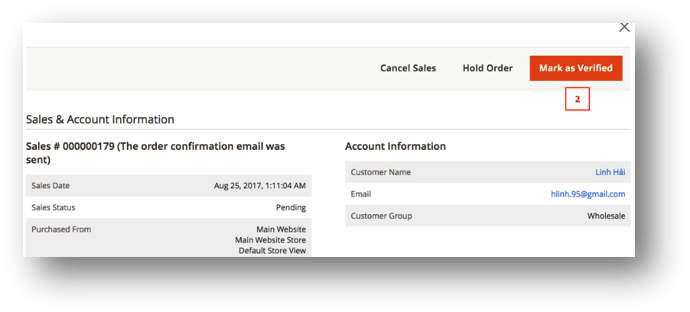 Cancel Sales Hold Order Mark as Verified
2
Sales & Account Information
Sales # 000000179 (The order confirmation email was
sent)
Sales Date Aug 25, 2017, 1:11:04 AM
Sales Status Pending
Purchased From Main Website
Main Website Store
Default Store View
Account Information
Customer Name Linh Hải
Email hlinh.95@gmail.com
Customer Group Wholesale